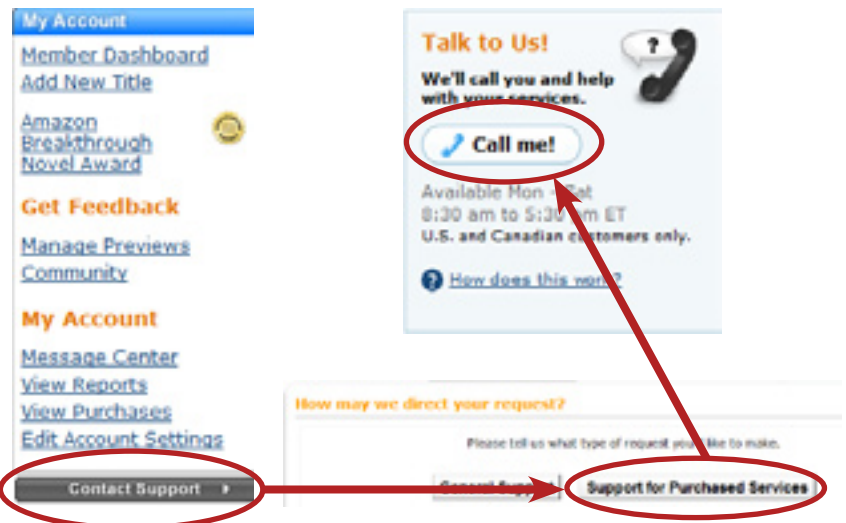 My Account
Member Dashboard
Add New Title
Amazon
Breakthrough
Novel Award
Get Feedback
Manage Previews
Community
My Account
Message Center
View Reports
View Purchases
Edit Account Settings
Contact Support
Talk to Us!
?
We'll call you and help
with your services.
Call me!
Available Mon - Sat
8:30 am to 5:30 pm ET
U.S. and Canadian customers only.
? How does this work?
How may we direct your request?
Please tell us what type of request you'd like to make.
General Support
Support for Purchased Services